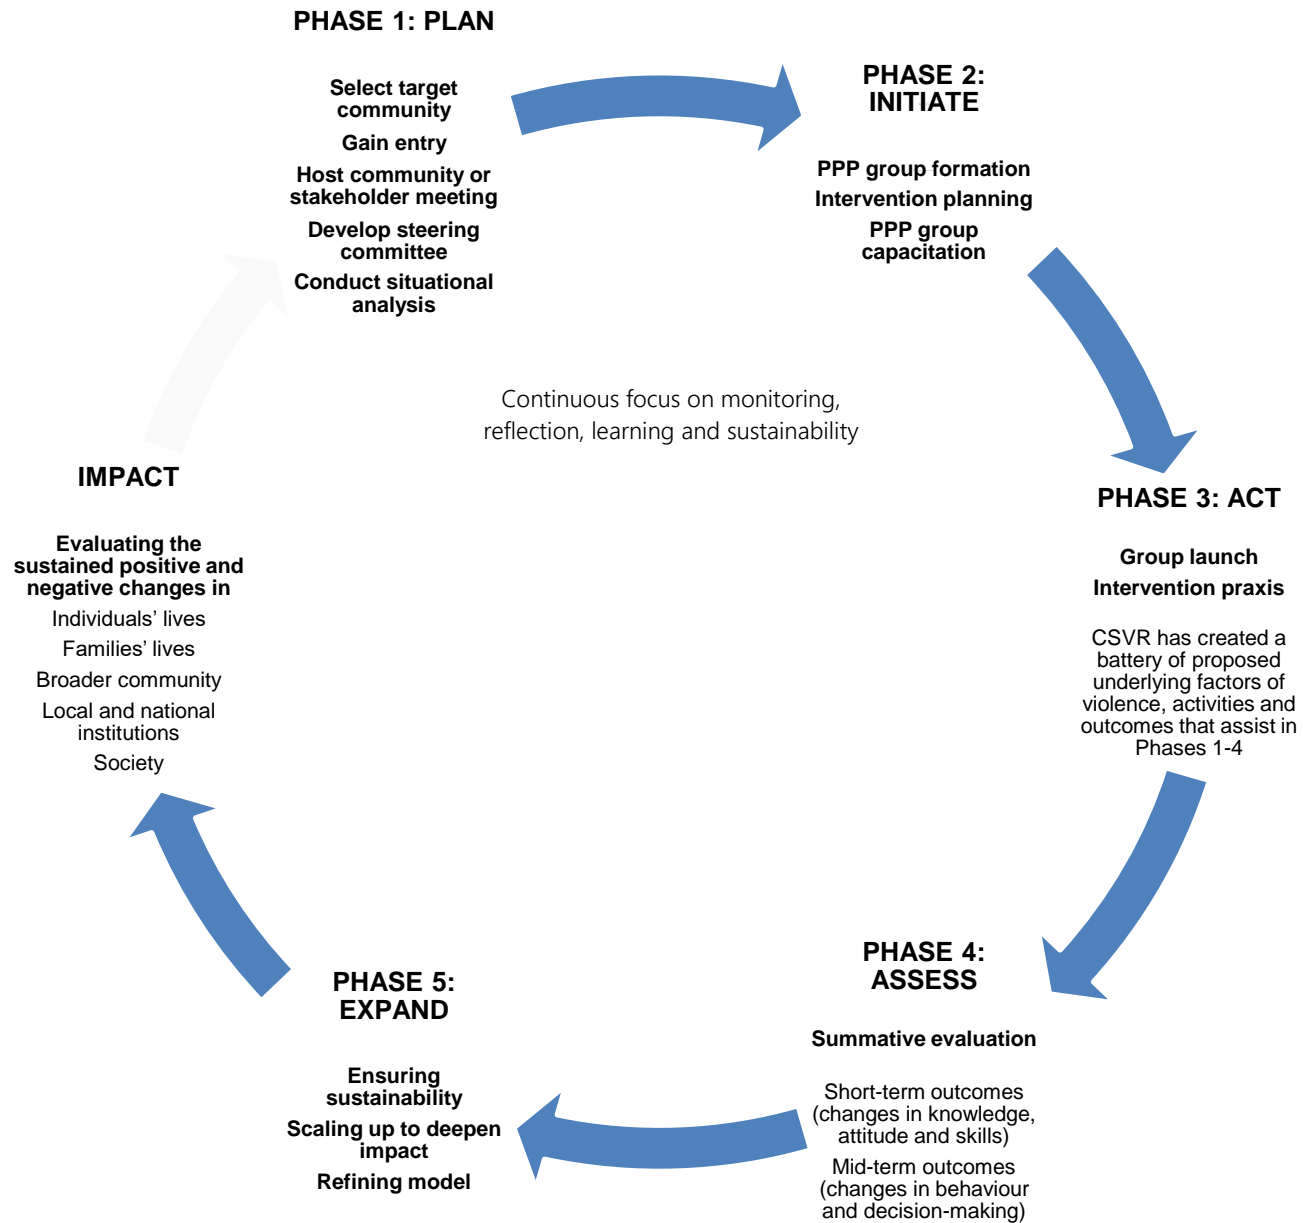 PHASE 1: PLAN
Select target
community
Gain entry
Host community or
stakeholder meeting
Develop steering
committee
Conduct situational
analysis
PHASE 2:
INITIATE
PPP group formation
Intervention planning
PPP group
capacitation
Continuous focus on monitoring,
reflection, learning and sustainability
PHASE 3: ACT
Group launch
Intervention praxis
CSVR has created a
battery of proposed
underlying factors of
violence, activities and
outcomes that assist in
Phases 1-4
PHASE 4:
ASSESS
Summative evaluation
Short-term outcomes
(changes in knowledge,
attitude and skills)
Mid-term outcomes
(changes in behaviour
and decision-making)
PHASE 5:
EXPAND
Ensuring
sustainability
Scaling up to deepen
impact
Refining model
IMPACT
Evaluating the
sustained positive and
negative changes in
Individuals’ lives
Families’ lives
Broader community
Local and national
institutions
Society